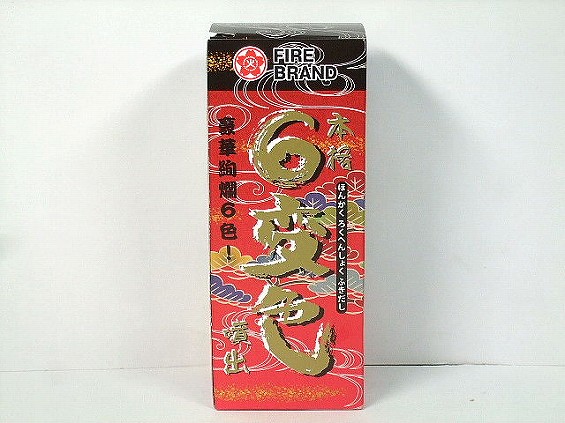 火
FIRE
BRAND
本格
6変色
噴出
ほんかく ろくへんしょく ふきだし
豪華絢爛6色!